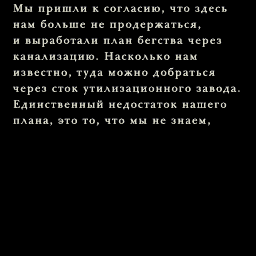 Мы пришли к согласию, что здесь
нам больше не продержаться,
и выработали план бегства через
канализацию. Насколько нам
известно, туда можно добраться
через сток утилизационного завода.
Единственный недостаток нашего
плана, это то, что мы не знаем,